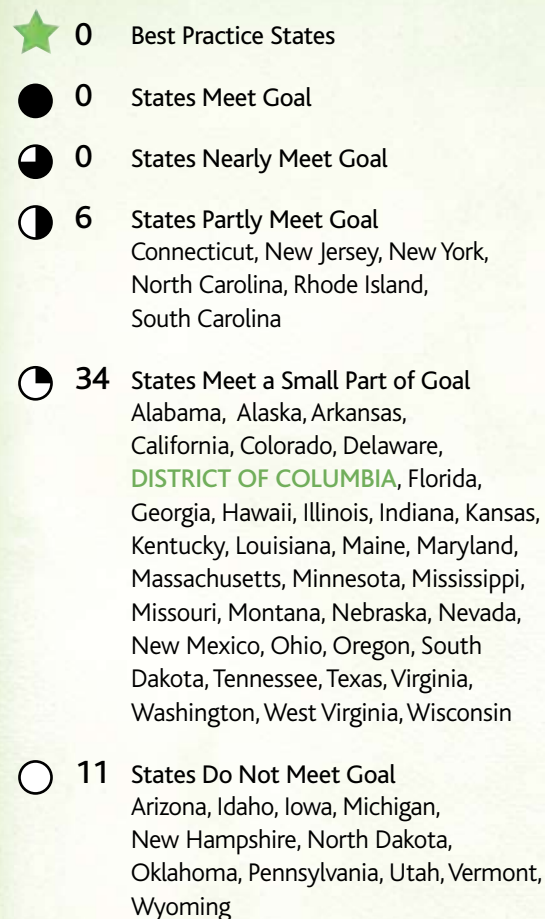 0 Best Practice States
0 States Meet Goal
0 States Nearly Meet Goal
6 States Partly Meet Goal
Connecticut, New Jersey, New York,
North Carolina, Rhode Island,
South Carolina
34 States Meet a Small Part of Goal
Alabama, Alaska, Arkansas,
California, Colorado, Delaware,
DISTRICT OF COLUMBIA, Florida,
Georgia, Hawaii, Illinois, Indiana, Kansas,
Kentucky, Louisiana, Maine, Maryland,
Massachusetts, Minnesota, Mississippi,
Missouri, Montana, Nebraska, Nevada,
New Mexico, Ohio, Oregon, South
Dakota, Tennessee, Texas, Virginia,
Washington, West Virginia, Wisconsin
11 States Do Not Meet Goal
Arizona, Idaho, Iowa, Michigan,
New Hampshire, North Dakota,
Oklahoma, Pennsylvania, Utah, Vermont,
Wyoming